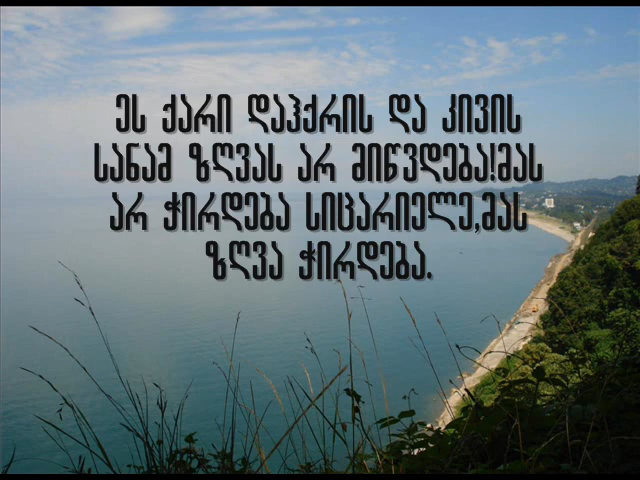 ეს ქარი დაჰქრის და კივის
სანამ ზღვას არ მიწვდება!მას
არ ჭირდება სიცარიელე,მას
ზღვა ჭირდება.